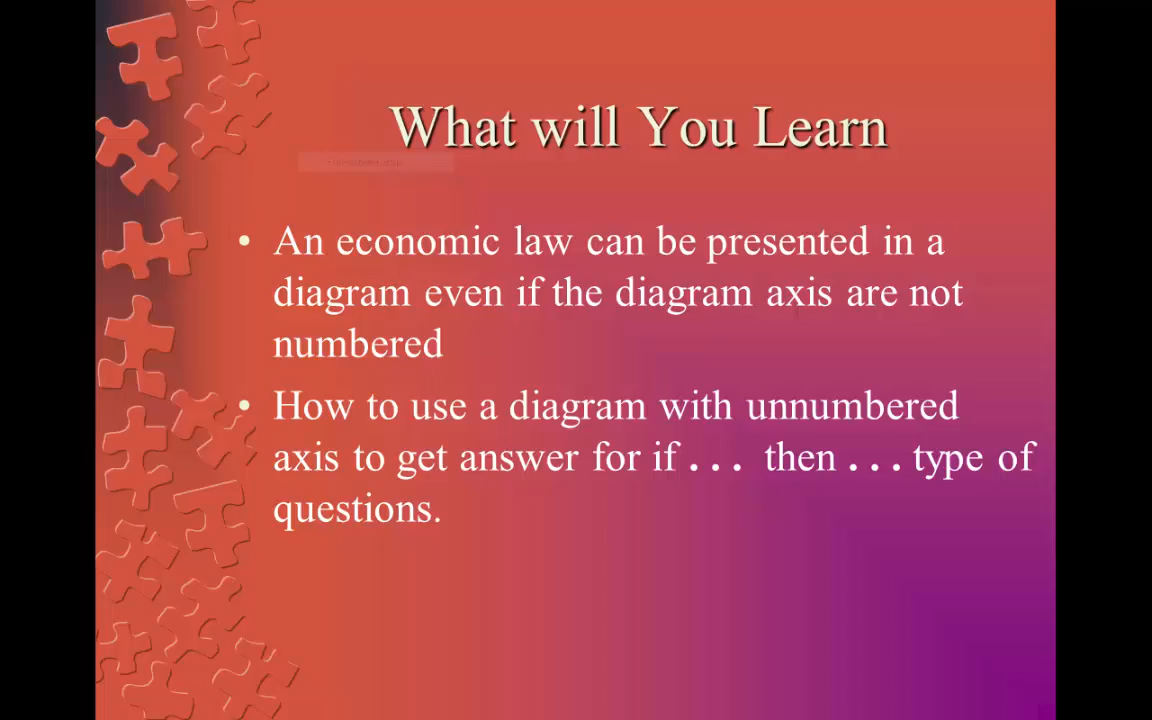 What will You Learn
• An economic law can be presented in a
diagram even if the diagram axis are not
numbered
• How to use a diagram with unnumbered
axis to get answer for if . . . then . . . type of
questions.